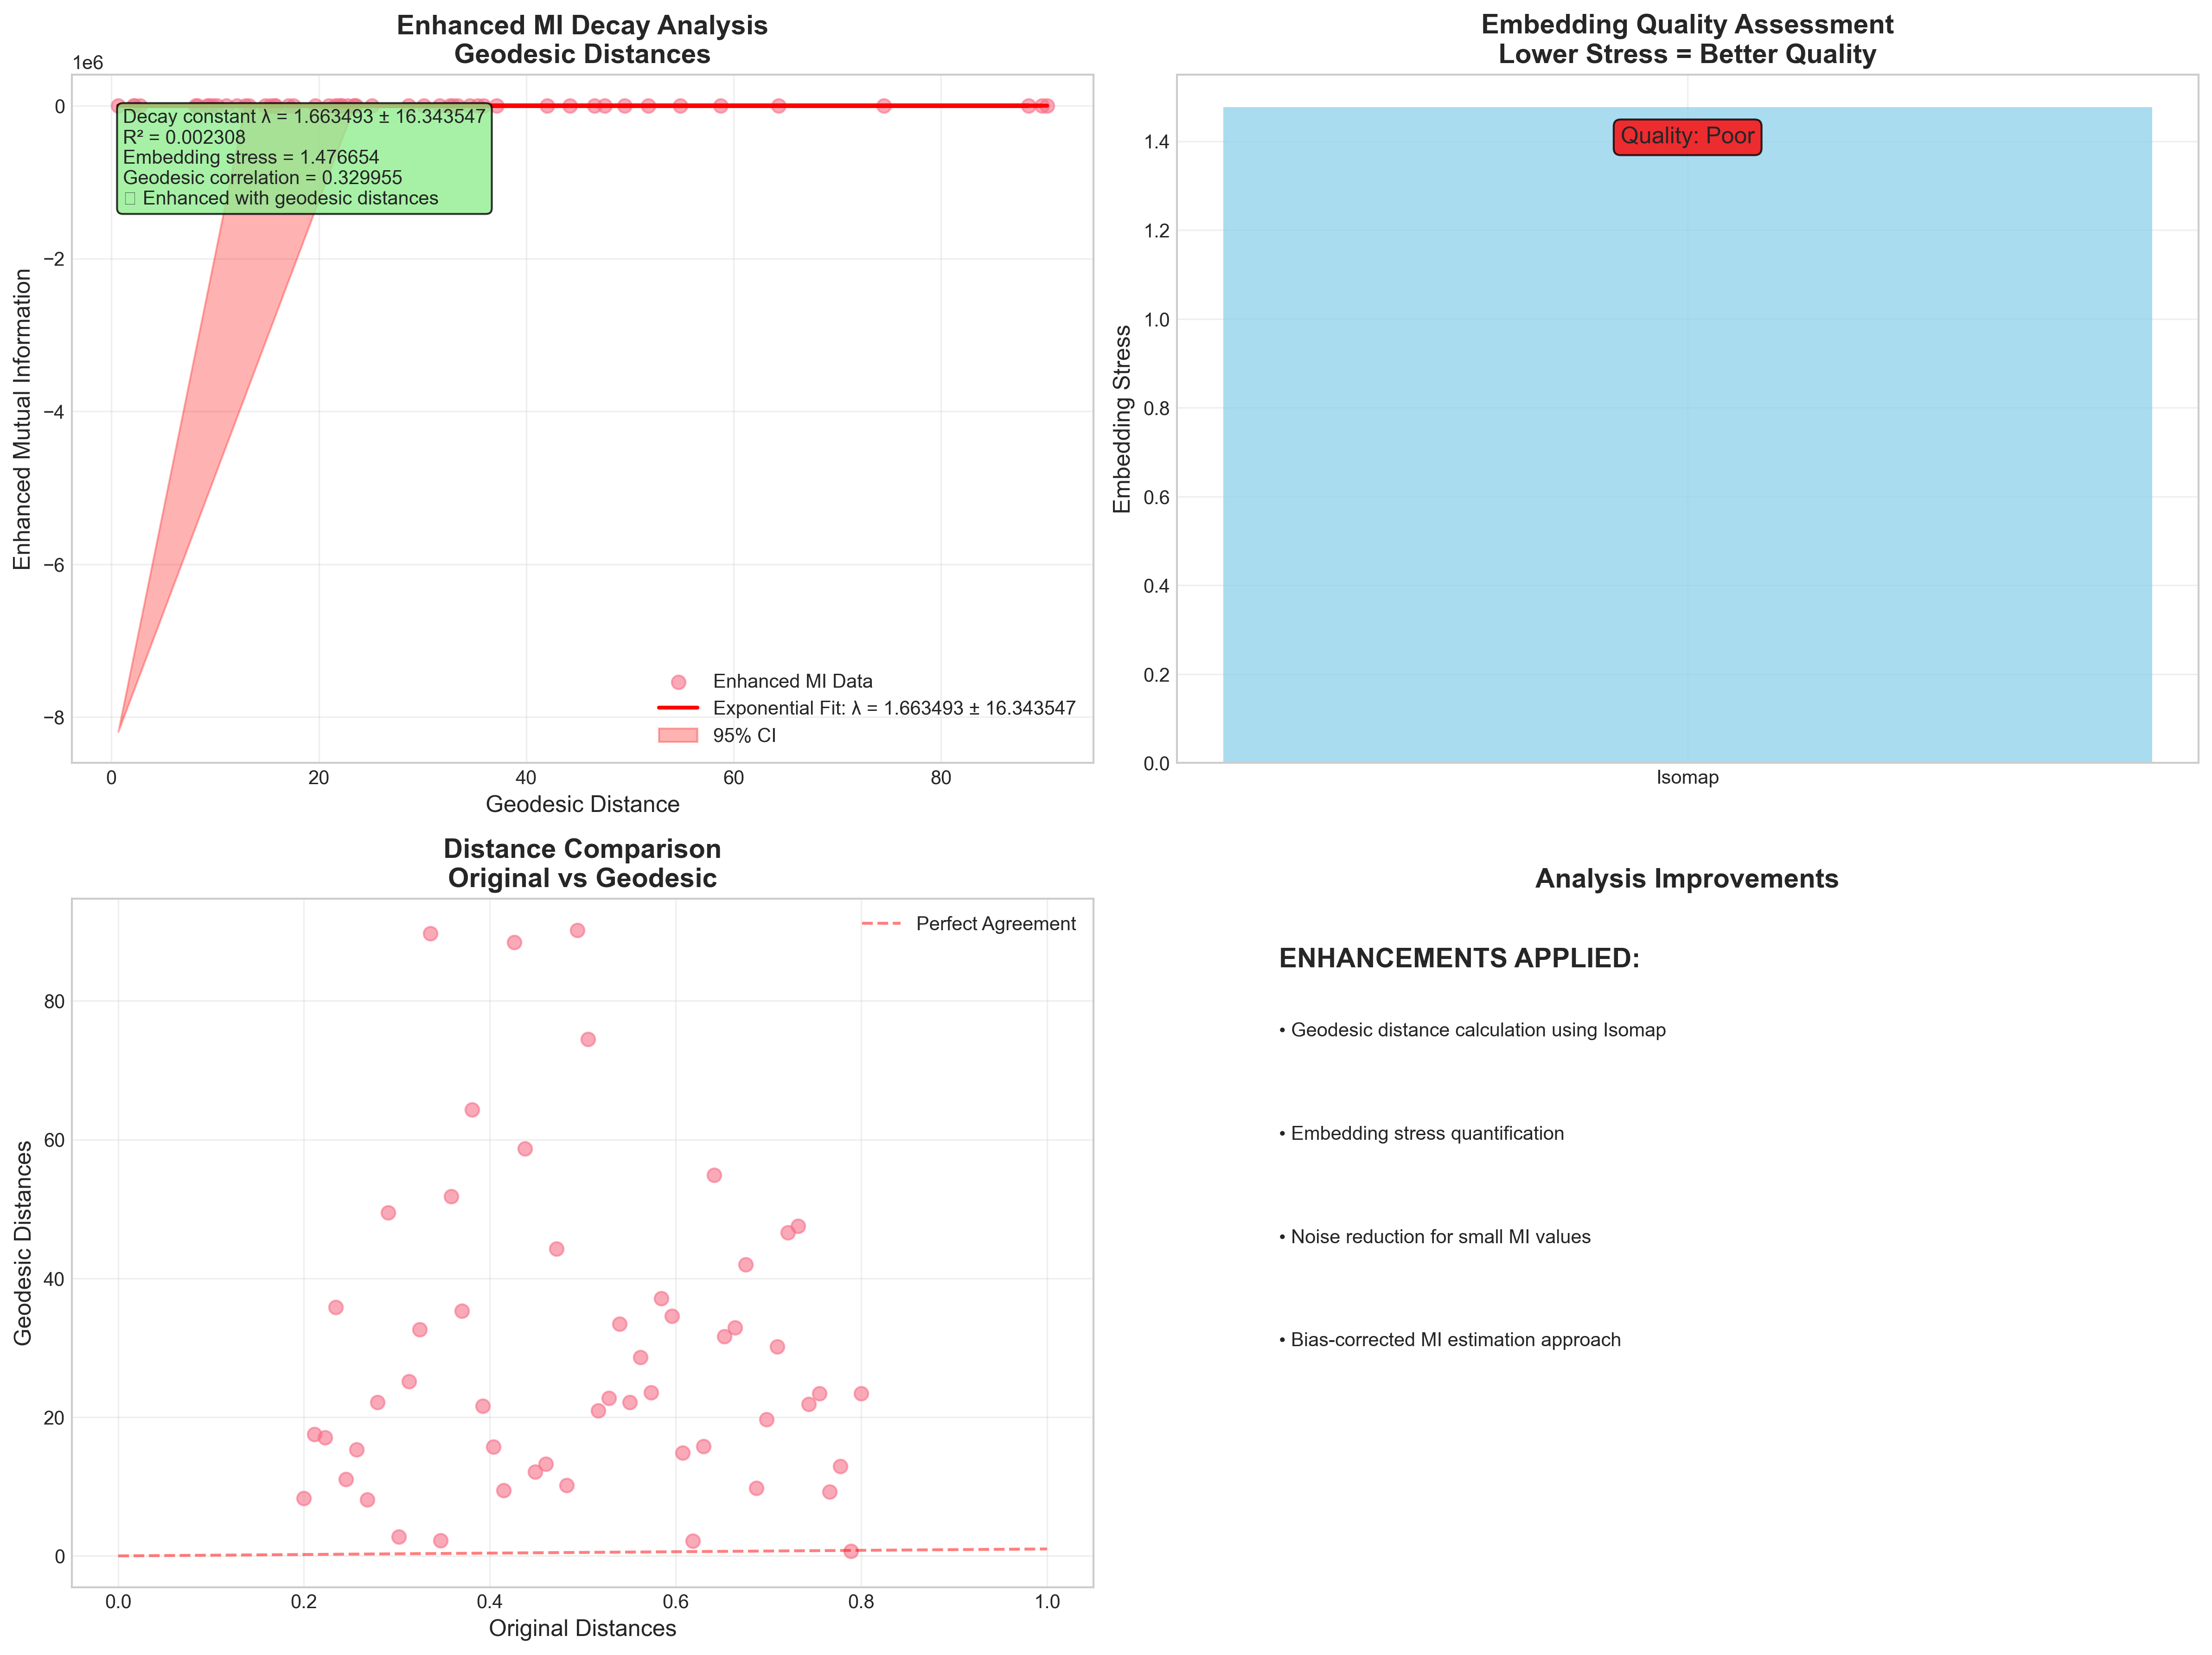 Enhanced MI Decay Analysis
Geodesic Distances
1e6
0
−2
−4
−6
−8
Enhanced Mutual Information
Decay constant λ = 1.663493 ± 16.343547
R² = 0.002308
Embedding stress = 1.476654
Geodesic correlation = 0.329955
Enhanced with geodesic distances
Enhanced MI Data
Exponential Fit: λ = 1.663493 ± 16.343547
95% CI
0 20 40 60 80
Geodesic Distance
Embedding Quality Assessment
Lower Stress = Better Quality
Quality: Poor
1.4
1.2
1.0
0.8
0.6
0.4
0.2
0.0
Embedding Stress
Isomap
Distance Comparison
Original vs Geodesic
Perfect Agreement
80
60
40
20
0
Geodesic Distances
0.0 0.2 0.4 0.6 0.8 1.0
Original Distances
Analysis Improvements
ENHANCEMENTS APPLIED:
• Geodesic distance calculation using Isomap
• Embedding stress quantification
• Noise reduction for small MI values
• Bias-corrected MI estimation approach